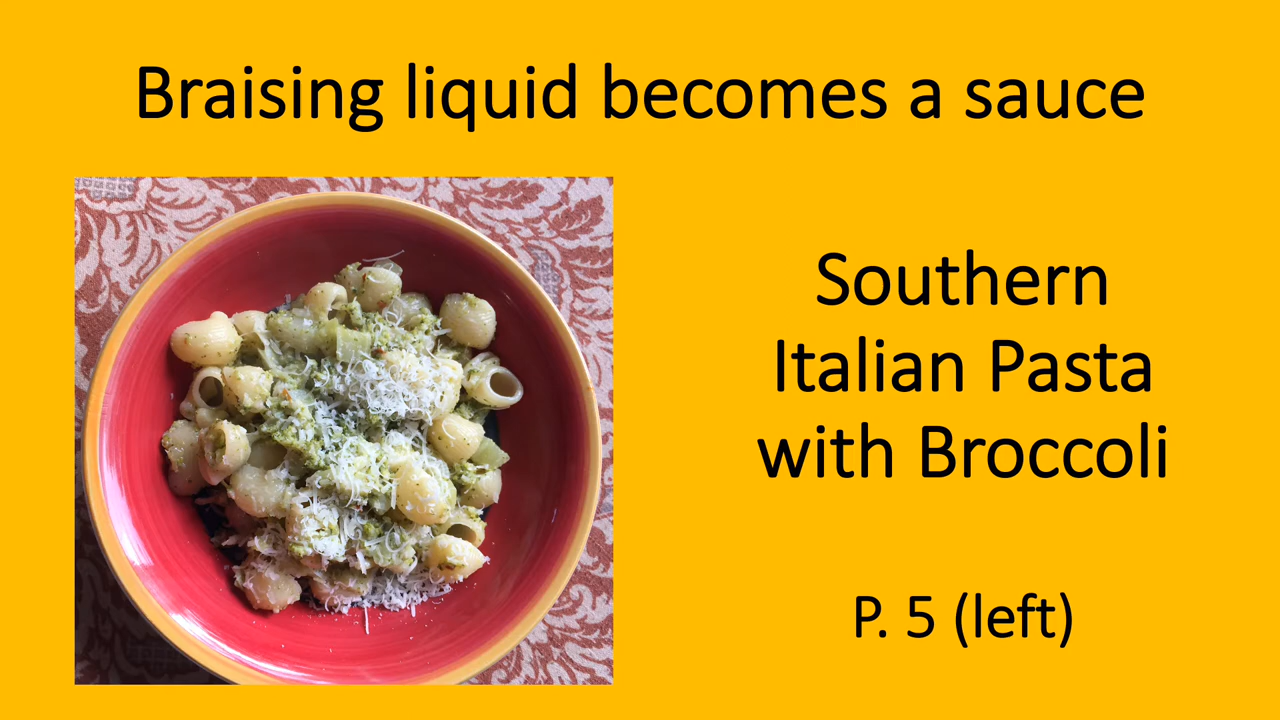 Braising liquid becomes a sauce
Southern
Italian Pasta
with Broccoli
P. 5 (left)